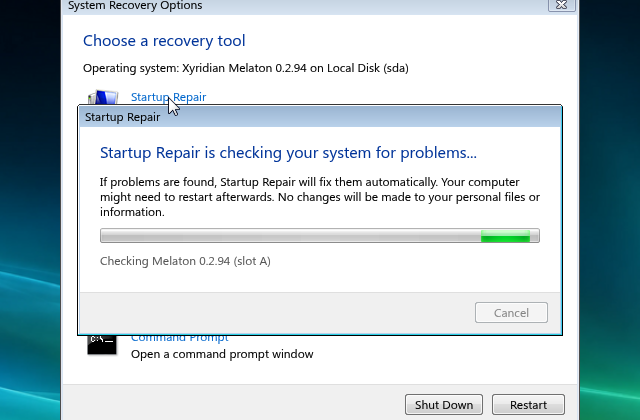 System Recovery Options
Choose a recovery tool
Operating system: Xyridian Melaton 0.2.94 on Local Disk (sda)
Startup Repair
Startup Repair
Startup Repair is checking your system for problems...
If problems are found, Startup Repair will fix them automatically. Your computer
might need to restart afterwards. No changes will be made to your personal files or
information.
Checking Melaton 0.2.94 (slot A)
Cancel
Command Prompt
Open a command prompt window
Shut Down
Restart